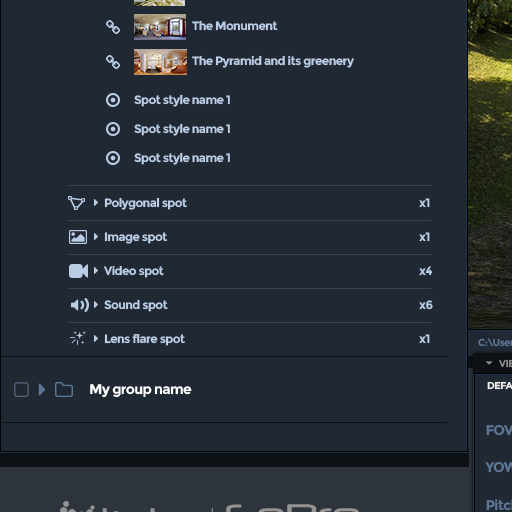 The Monument
The Pyramid and its greenery
Spot style name 1
Spot style name 1
Spot style name 1
Polygonal spot x1
Image spot x1
Video spot x4
Sound spot x6
Lens flare spot x1
My group name
C:\User
VIE
DEFA
FOV
YOW
Pitch